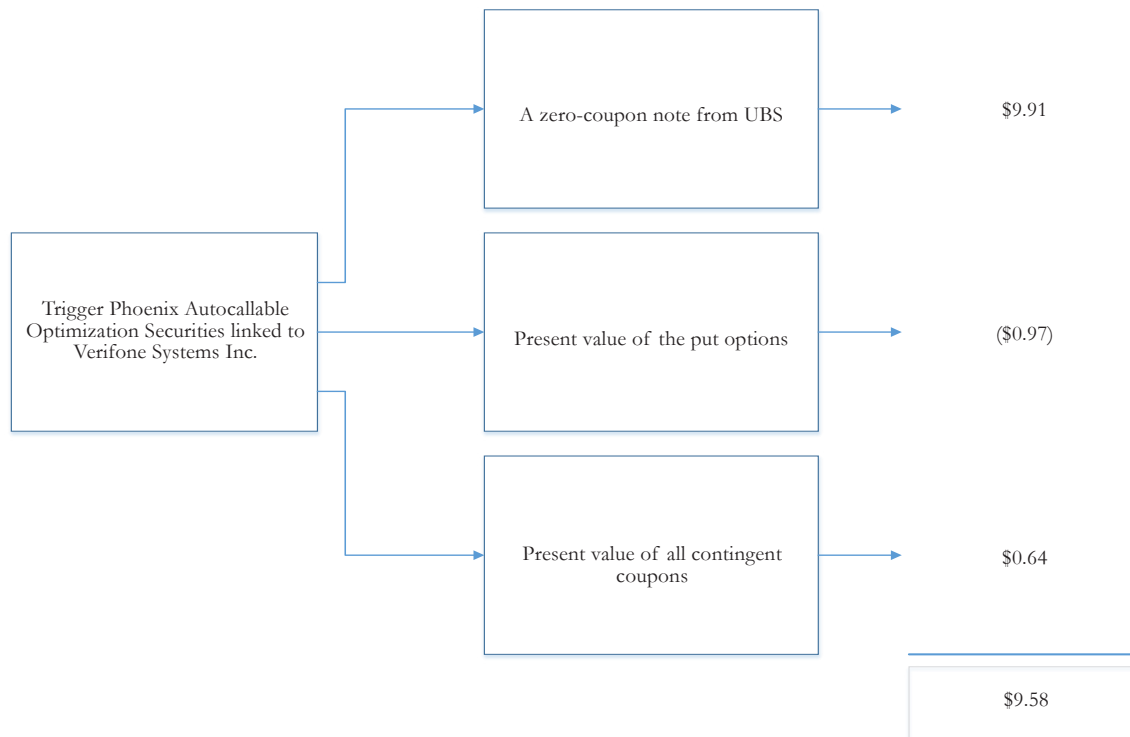 A zero-coupon note from UBS
$9.91
Trigger Phoenix Autocallable
Optimization Securities linked to
Verifone Systems Inc.
Present value of the put options
($0.97)
Present value of all contingent
coupons
$0.64
$9.58